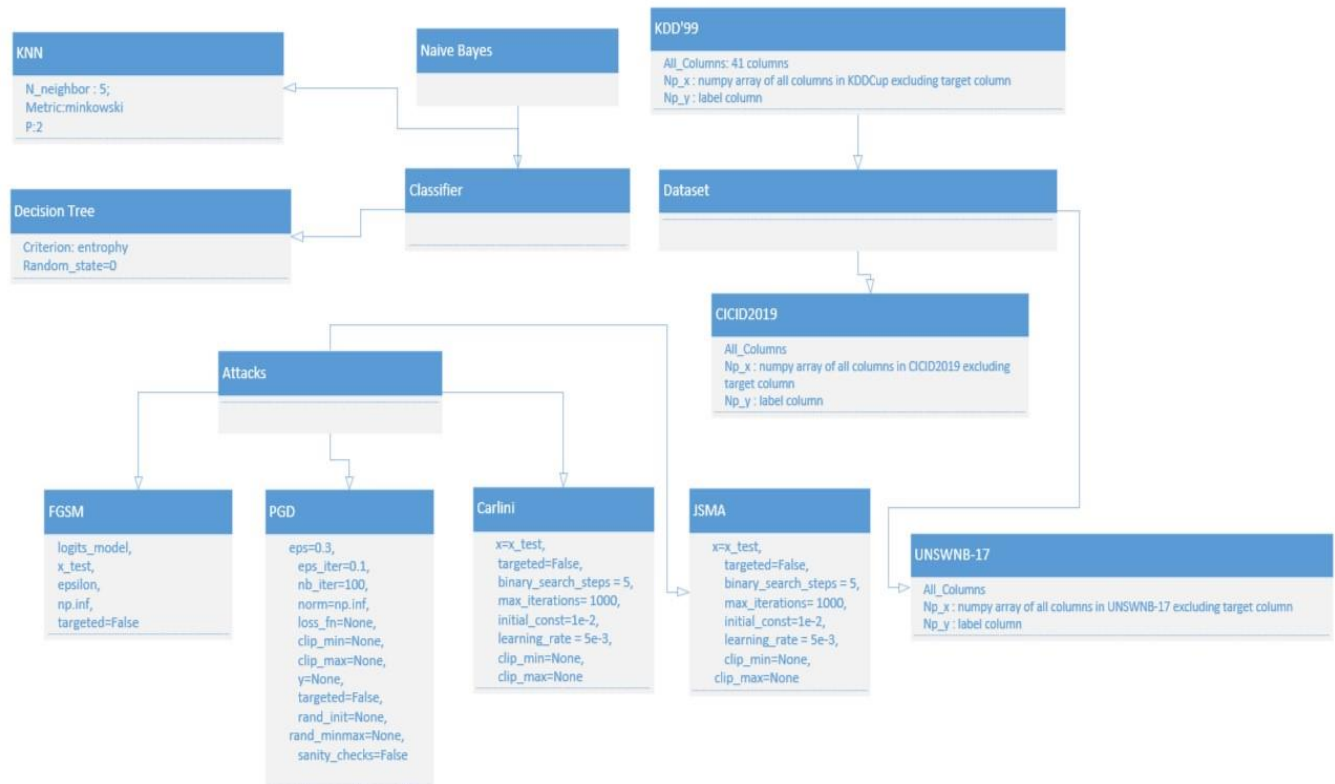 KNN
N_neighbor : 5;
Metric:minkowski
P:2
Naive Bayes
KDD'99
All_Columns: 41 columns
Np_x : numpy array of all columns in KDDCup excluding target column
Np_y : label column
Decision Tree
Criterion: entrophy
Random_state=0
Classifier
Dataset
CICID2019
All_Columns
Np_x : numpy array of all columns in CICID2019 excluding
target column
Np_y : label column
Attacks
FGSM
logits_model,
x_test,
epsilon,
np.inf,
targeted=False
PGD
eps=0.3,
eps_iter=0.1,
nb_iter=100,
norm=np.inf,
loss_fn=None,
clip_min=None,
clip_max=None,
y=None,
targeted=False,
rand_init=None,
rand_minmax=None,
sanity_checks=False
Carlini
x=x_test,
targeted=False,
binary_search_steps = 5,
max_iterations= 1000,
initial_const=1e-2,
learning_rate = 5e-3,
clip_min=None,
clip_max=None
JSMA
x=x_test,
targeted=False,
binary_search_steps = 5,
max_iterations= 1000,
initial_const=1e-2,
learning_rate = 5e-3,
clip_min=None,
clip_max=None
UNSWNB-17
All_Columns
Np_x : numpy array of all columns in UNSWNB-17 excluding target column
Np_y : label column